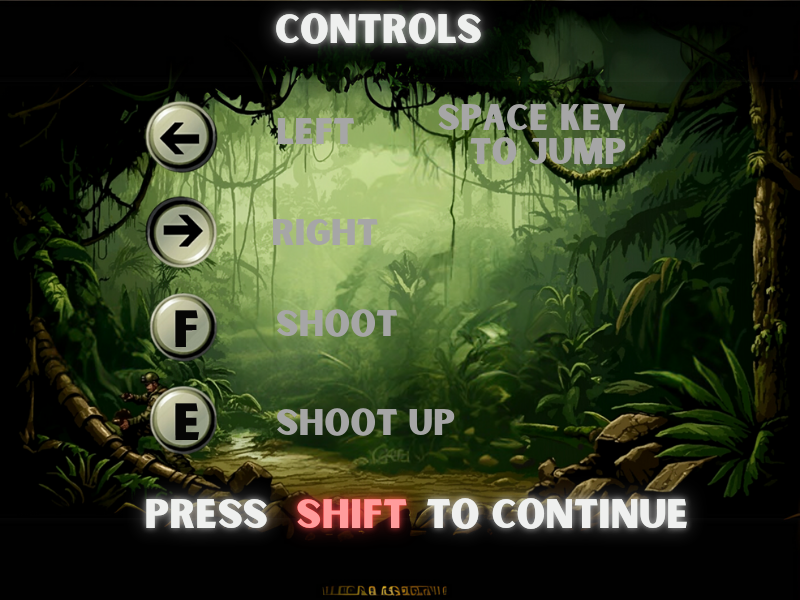 CONTROLS
← LEFT
SPACE KEY
TO JUMP
→ RIGHT
F SHOOT
E SHOOT UP
PRESS SHIFT TO CONTINUE